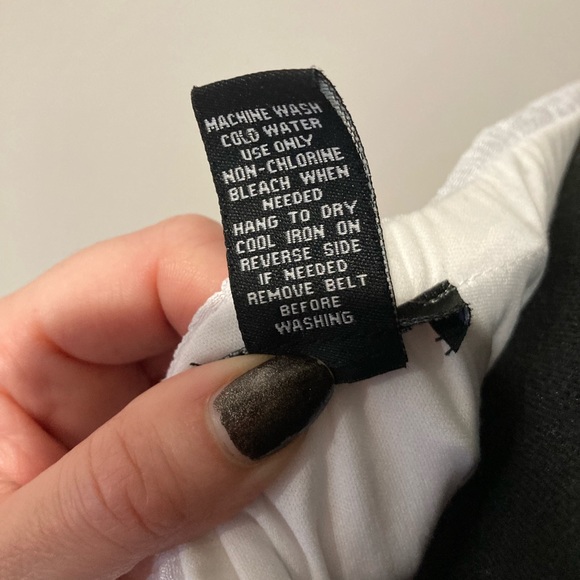 MACHINE WASH
COLD WATER
USE ONLY
NON-CHLORINE
BLEACH WHEN
NEEDED
HANG TO DRY
COOL IRON ON
REVERSE SIDE
IF NEEDED
REMOVE BELT
BEFORE
WASHING